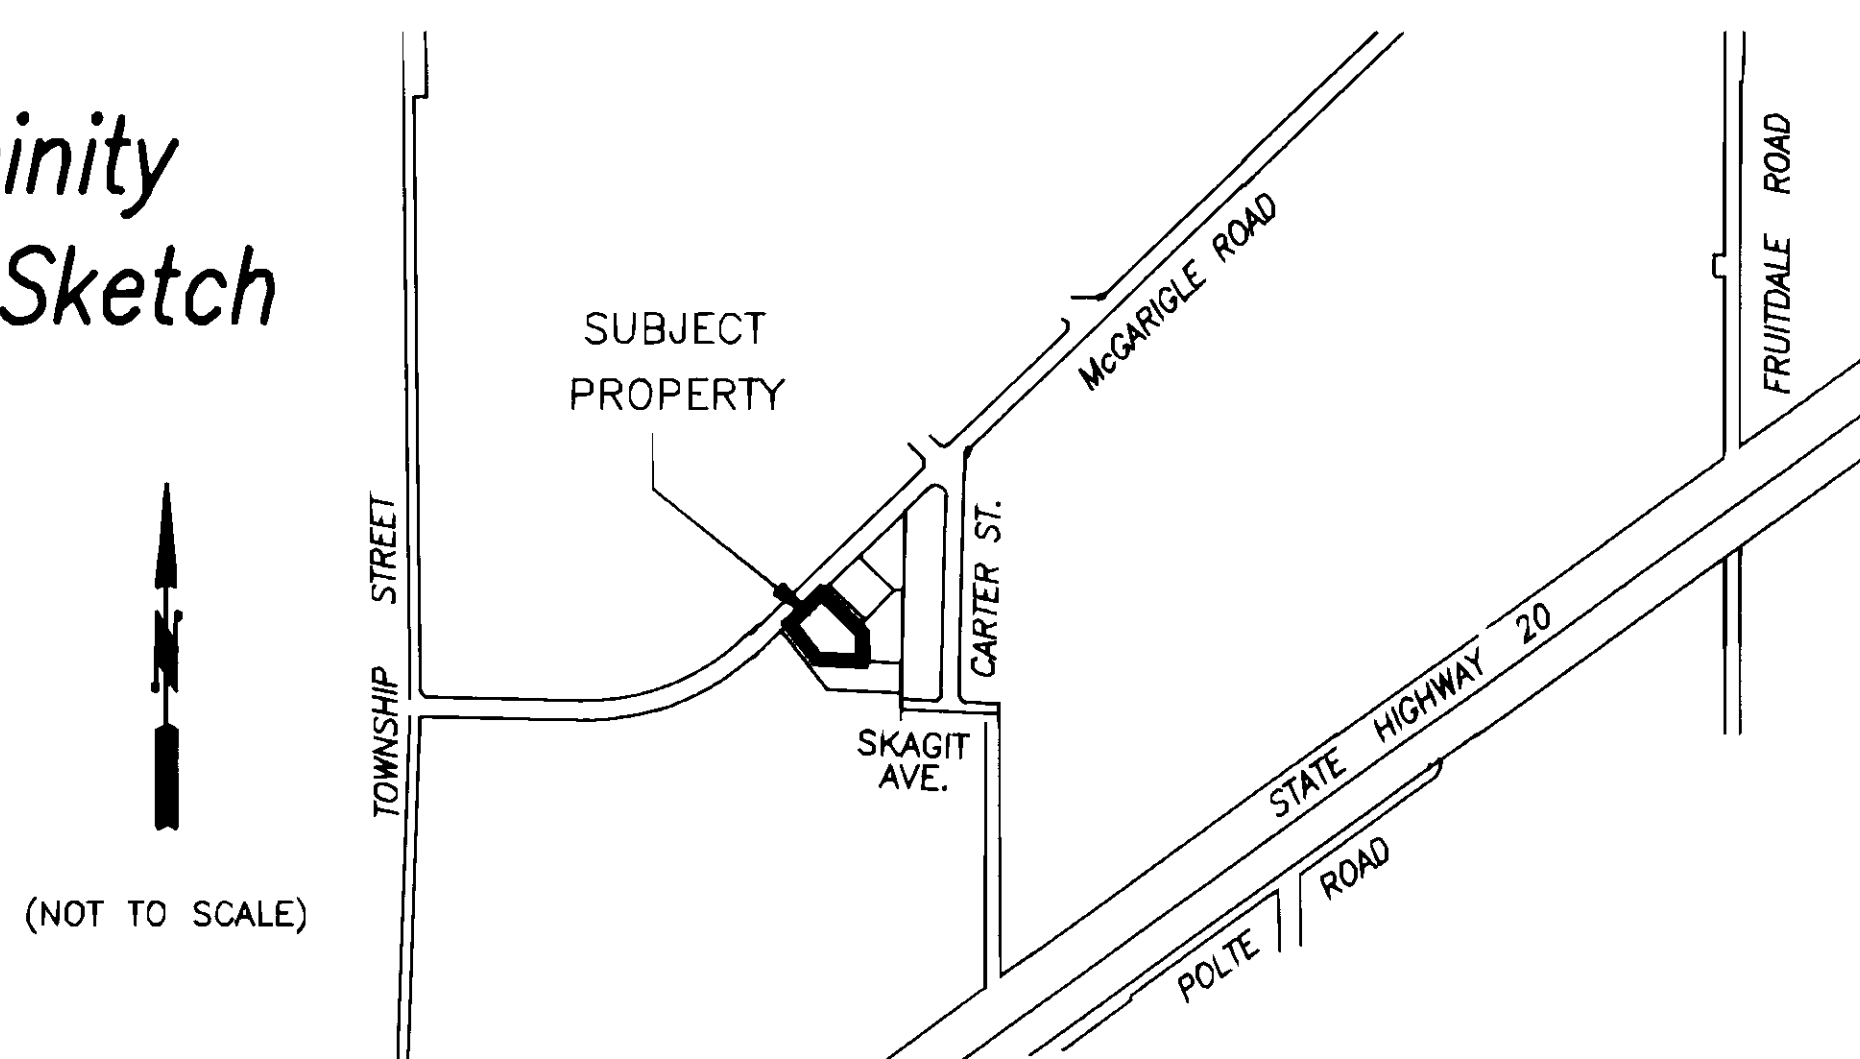 Sketch
SUBJECT
PROPERTY
McGARIGLE ROAD
FRUITDALE ROAD
TOWNSHIP STREET
CARTER ST.
SKAGIT
AVE.
STATE HIGHWAY 20
POLTE ROAD
N
(NOT TO SCALE)